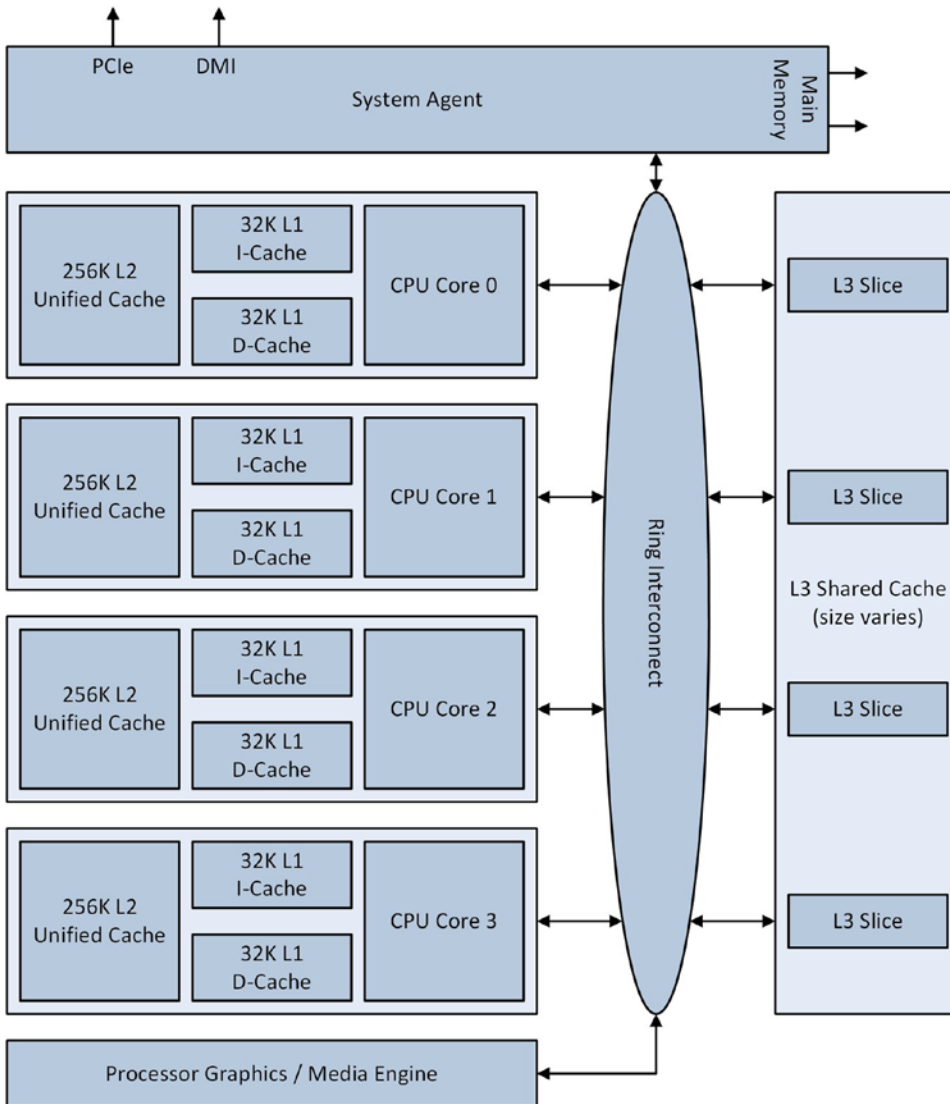 PCIe
DMI
System Agent
Main
Memory
256K L2
Unified Cache
32K L1
I-Cache
32K L1
D-Cache
CPU Core 0
L3 Slice
256K L2
Unified Cache
32K L1
I-Cache
32K L1
D-Cache
CPU Core 1
L3 Slice
Ring Interconnect
L3 Shared Cache
(size varies)
256K L2
Unified Cache
32K L1
I-Cache
32K L1
D-Cache
CPU Core 2
L3 Slice
256K L2
Unified Cache
32K L1
I-Cache
32K L1
D-Cache
CPU Core 3
L3 Slice
Processor Graphics / Media Engine